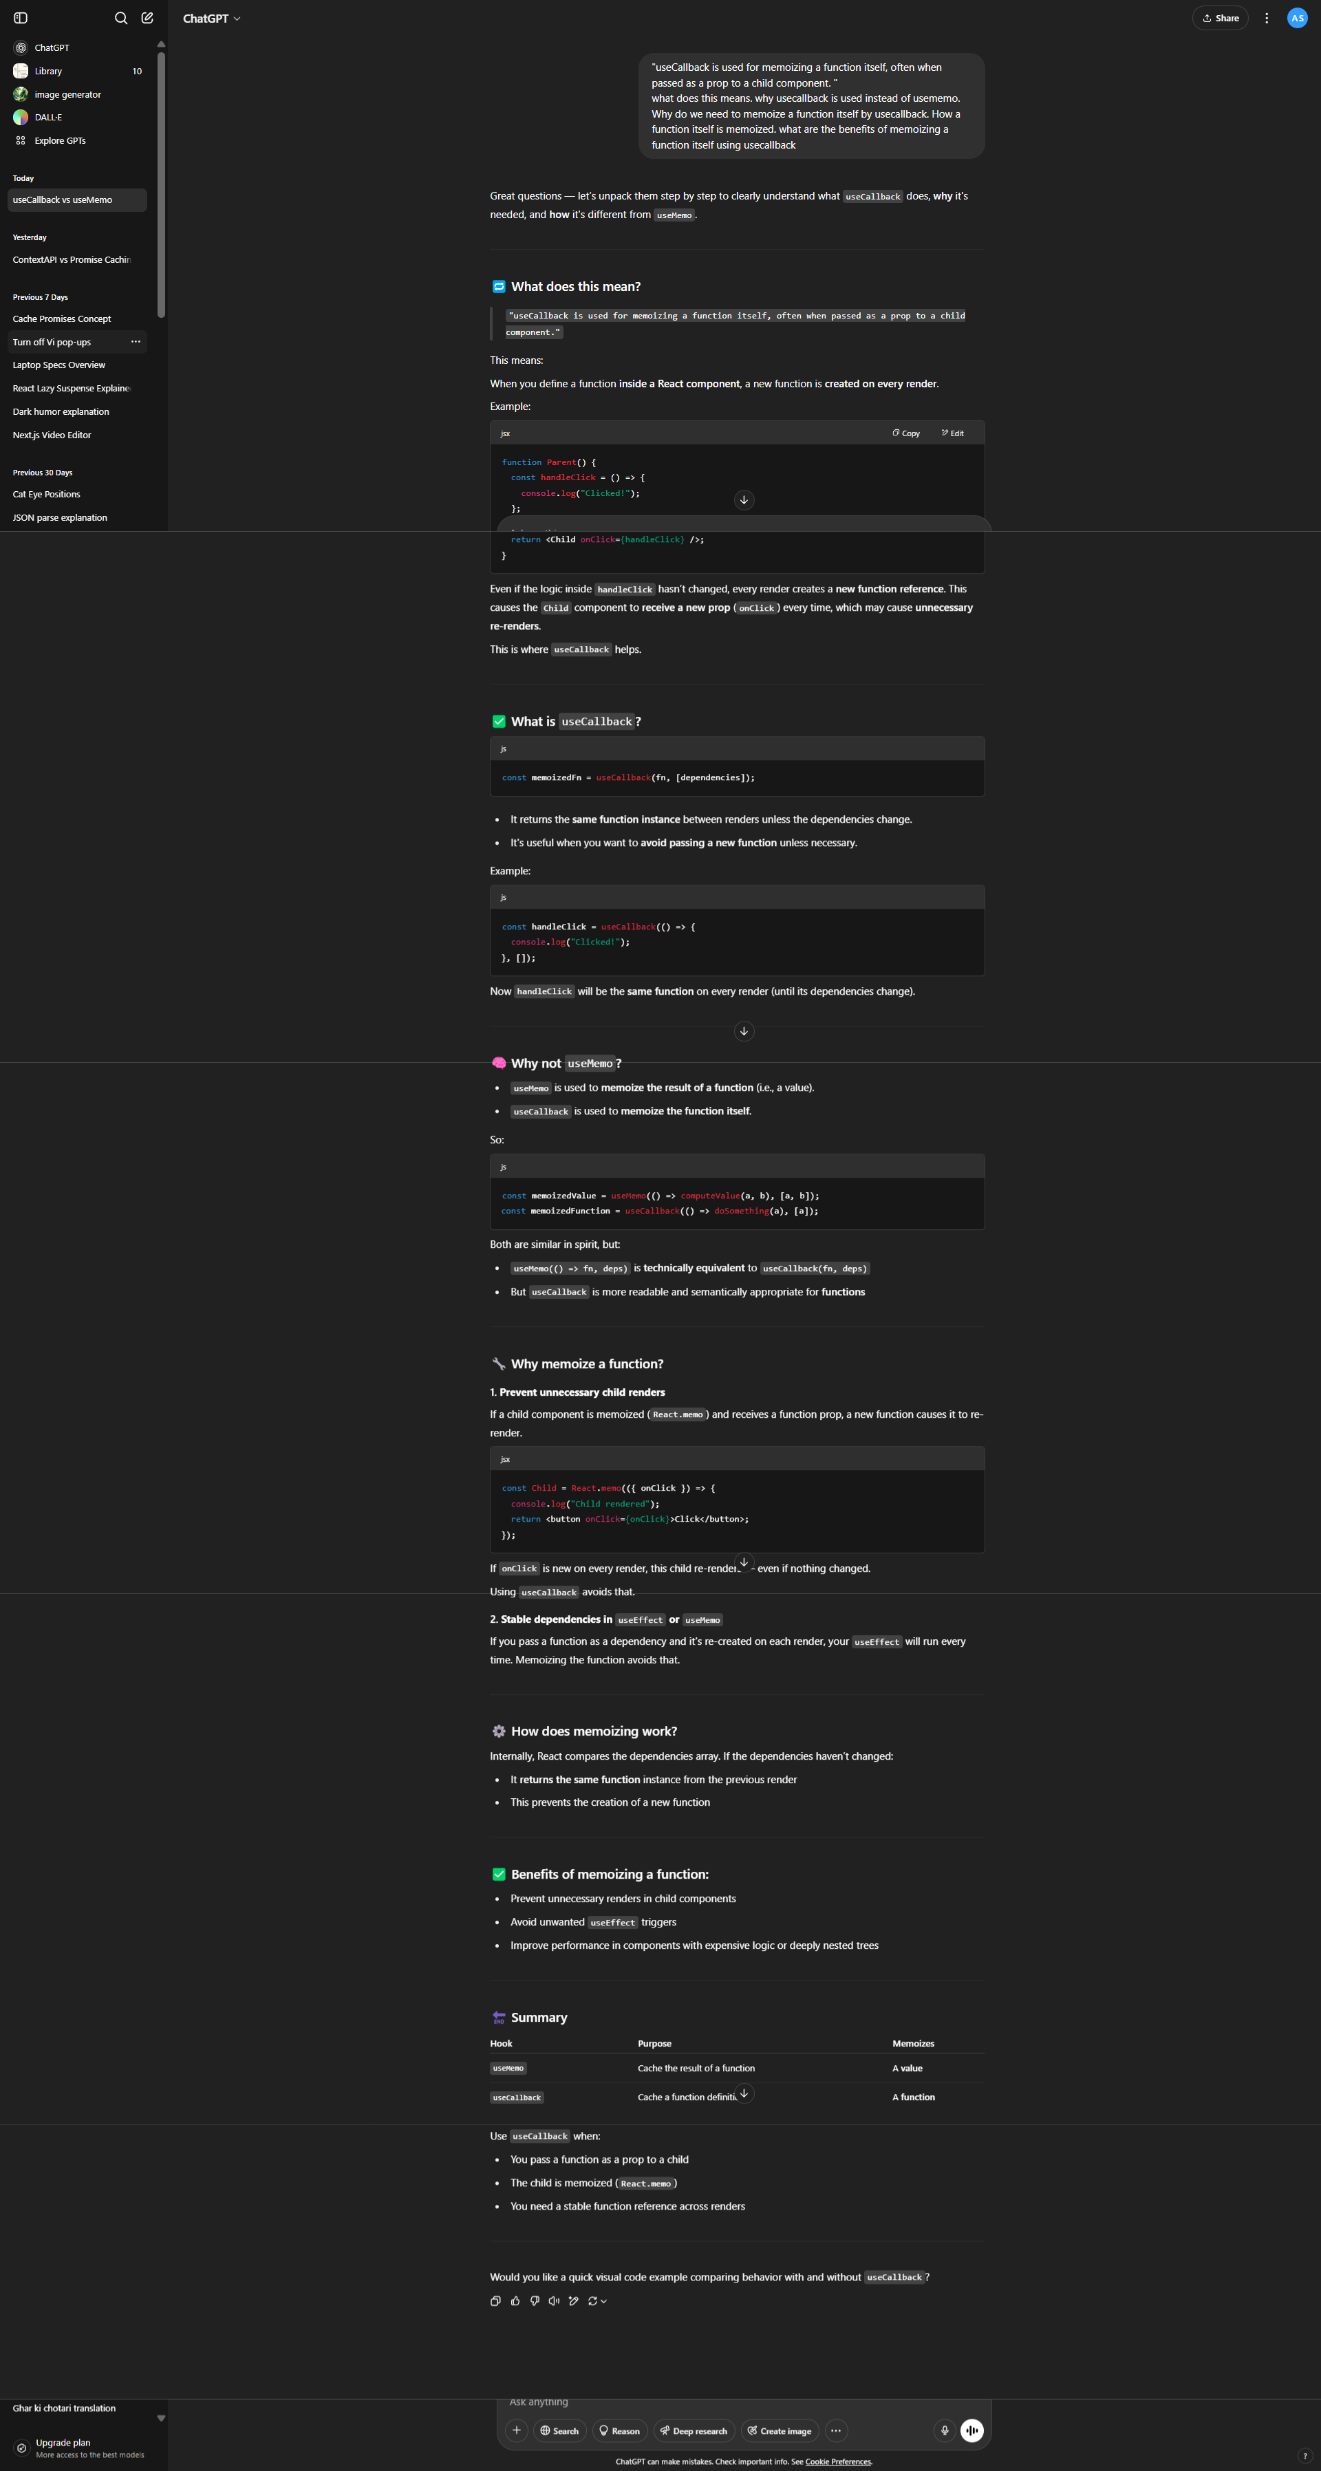 ChatGPT
Share
AS
ChatGPT
Library 10
image generator
DALL·E
Explore GPTs
Today
useCallback vs useMemo
Yesterday
ContextAPI vs Promise Cachin
Previous 7 Days
Cache Promises Concept
Turn off Vi pop-ups
Laptop Specs Overview
React Lazy Suspense Explaine
Dark humor explanation
Next.js Video Editor
Previous 30 Days
Cat Eye Positions
JSON parse explanation
"useCallback is used for memoizing a function itself, often when
passed as a prop to a child component. "
what does this means. why usecallback is used instead of usememo.
Why do we need to memoize a function itself by usecallback. How a
function itself is memoized. what are the benefits of memoizing a
function itself using usecallback
Great questions — let's unpack them step by step to clearly understand what useCallback does, why it's
needed, and how it's different from useMemo.
🔁 What does this mean?
"useCallback is used for memoizing a function itself, often when passed as a prop to a child
component."
This means:
When you define a function inside a React component, a new function is created on every render.
Example:
jsx
Copy Edit
function Parent() {
const handleClick = () => {
console.log("Clicked!");
};
return <Child onClick={handleClick} />;
}
Even if the logic inside handleClick hasn't changed, every render creates a new function reference. This
causes the Child component to receive a new prop (onClick) every time, which may cause unnecessary
re-renders.
This is where useCallback helps.
✅ What is useCallback?
js
const memoizedFn = useCallback(fn, [dependencies]);
• It returns the same function instance between renders unless the dependencies change.
• It's useful when you want to avoid passing a new function unless necessary.
Example:
js
const handleClick = useCallback(() => {
console.log("Clicked!");
}, []);
Now handleClick will be the same function on every render (until its dependencies change).
🧠 Why not useMemo?
• useMemo is used to memoize the result of a function (i.e., a value).
• useCallback is used to memoize the function itself.
So:
js
const memoizedValue = useMemo(() => computeValue(a, b), [a, b]);
const memoizedFunction = useCallback(() => doSomething(a), [a]);
Both are similar in spirit, but:
• useMemo(() => fn, deps) is technically equivalent to useCallback(fn, deps)
• But useCallback is more readable and semantically appropriate for functions
🔧 Why memoize a function?
1. Prevent unnecessary child renders
If a child component is memoized (React.memo) and receives a function prop, a new function causes it to re-
render.
jsx
const Child = React.memo(({ onClick }) => {
console.log("Child rendered");
return <button onClick={onClick}>Click</button>;
});
If onClick is new on every render, this child re-render - even if nothing changed.
Using useCallback avoids that.
2. Stable dependencies in useEffect or useMemo
If you pass a function as a dependency and it's re-created on each render, your useEffect will run every
time. Memoizing the function avoids that.
⚙️ How does memoizing work?
Internally, React compares the dependencies array. If the dependencies haven't changed:
• It returns the same function instance from the previous render
• This prevents the creation of a new function
✅ Benefits of memoizing a function:
• Prevent unnecessary renders in child components
• Avoid unwanted useEffect triggers
• Improve performance in components with expensive logic or deeply nested trees
🔚 Summary
Hook Purpose Memoizes
useMemo Cache the result of a function A value
useCallback Cache a function definiti A function
Use useCallback when:
• You pass a function as a prop to a child
• The child is memoized (React.memo)
• You need a stable function reference across renders
Would you like a quick visual code example comparing behavior with and without useCallback?
Ghar ki chotari translation
Upgrade plan
More access to the best models
Ask anything
Search Reason Deep research Create image
ChatGPT can make mistakes. Check important info. See Cookie Preferences.
?